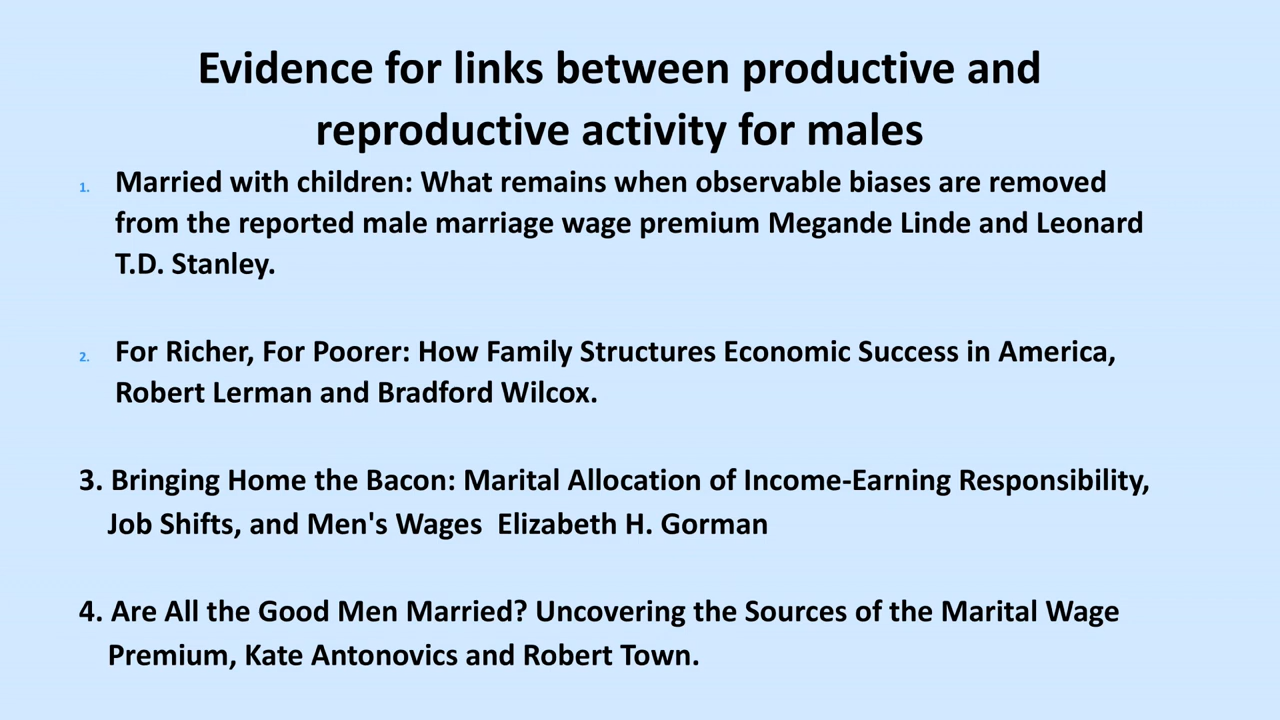 Evidence for links between productive and
reproductive activity for males
1. Married with children: What remains when observable biases are removed
from the reported male marriage wage premium Megande Linde and Leonard
T.D. Stanley.
2. For Richer, For Poorer: How Family Structures Economic Success in America,
Robert Lerman and Bradford Wilcox.
3. Bringing Home the Bacon: Marital Allocation of Income-Earning Responsibility,
Job Shifts, and Men's Wages  Elizabeth H. Gorman
4. Are All the Good Men Married? Uncovering the Sources of the Marital Wage
Premium, Kate Antonovics and Robert Town.